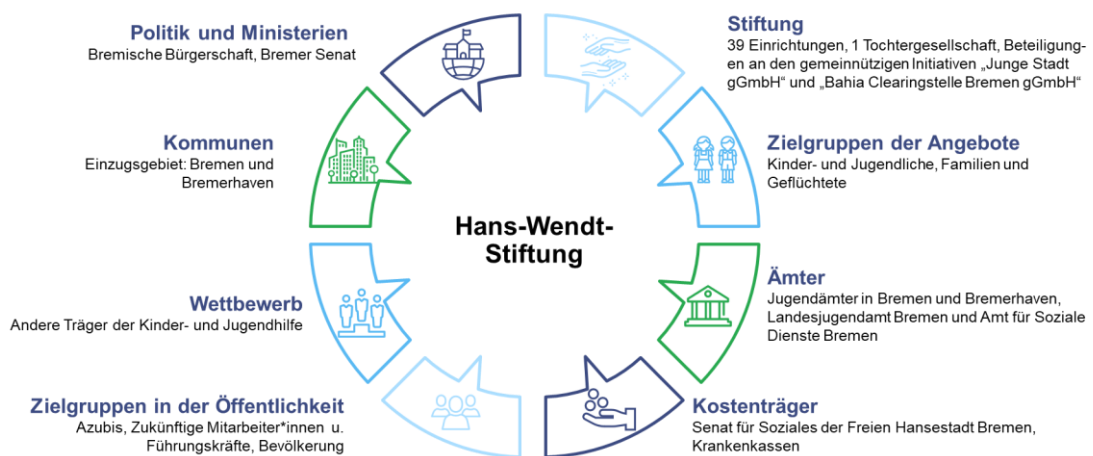 Politik und Ministerien
Bremische Bürgerschaft, Bremer Senat
Stiftung
39 Einrichtungen, 1 Tochtergesellschaft, Beteiligung-
en an den gemeinnützigen Initiativen „Junge Stadt
gGmbH“ und „Bahia Clearingstelle Bremen gGmbH“
Kommunen
Einzugsgebiet: Bremen und
Bremerhaven
Zielgruppen der Angebote
Kinder- und Jugendliche, Familien und
Geflüchtete
Hans-Wendt-
Stiftung
Wettbewerb
Andere Träger der Kinder- und Jugendhilfe
Ämter
Jugendämter in Bremen und Bremerhaven,
Landesjugendamt Bremen und Amt für Soziale
Dienste Bremen
Zielgruppen in der Öffentlichkeit
Azubis, Zukünftige Mitarbeiter*innen u.
Führungskräfte, Bevölkerung
Kostenträger
Senat für Soziales der Freien Hansestadt Bremen,
Krankenkassen